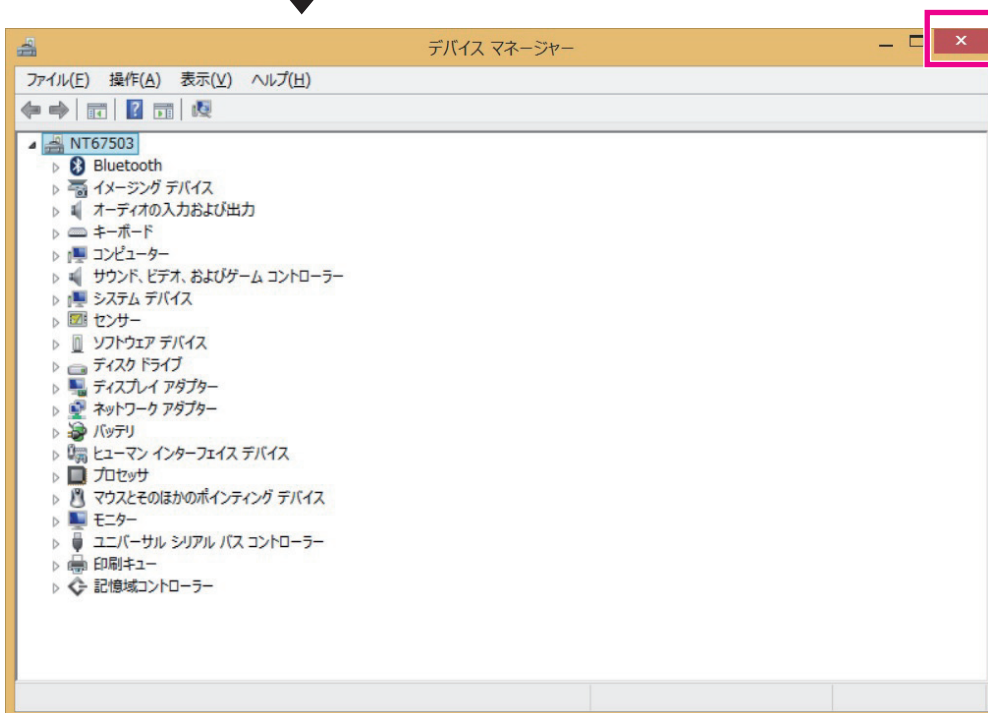 デバイス マネージャー
ファイル(F) 操作(A) 表示(V) ヘルプ(H)
NT67503
Bluetooth
イメージング デバイス
オーディオの入力および出力
キーボード
コンピューター
サウンド、ビデオ、およびゲーム コントローラー
システム デバイス
センサー
ソフトウェア デバイス
ディスク ドライブ
ディスプレイ アダプター
ネットワーク アダプター
バッテリ
ヒューマン インターフェイス デバイス
プロセッサ
マウスとそのほかのポインティング デバイス
モニター
ユニバーサル シリアル バス コントローラー
印刷キュー
記憶域コントローラー